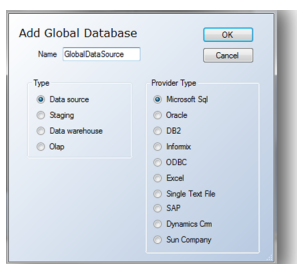 Add Global Database
OK
Name GlobalDataSource
Cancel
Type
Data source
Staging
Data warehouse
Olap
Provider Type
Microsoft Sql
Oracle
DB2
Informix
ODBC
Excel
Single Text File
SAP
Dynamics Crm
Sun Company